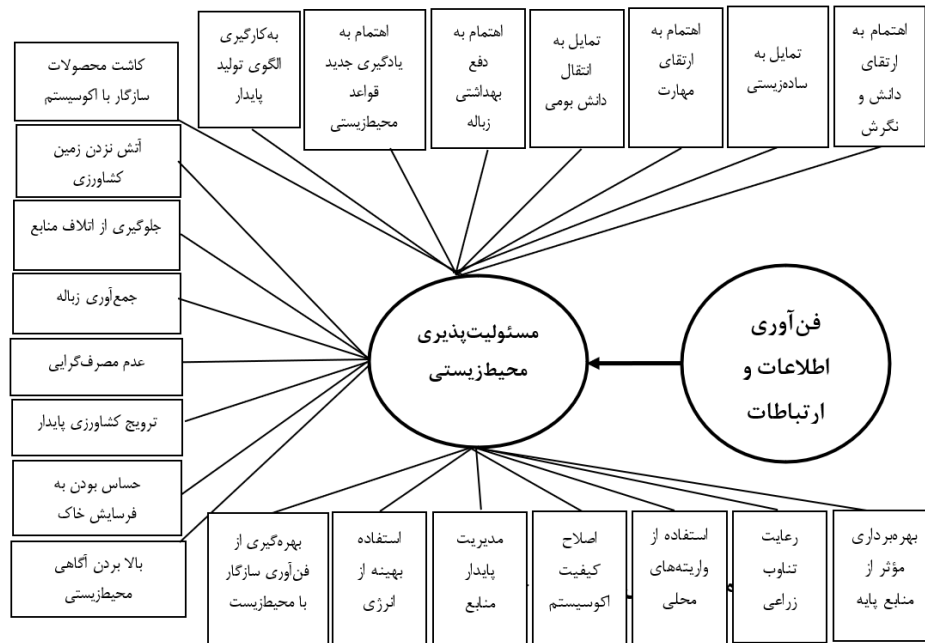 اهتمام به
ارتقای
دانش و
نگرش
تمایل به
ساده‌زیستی
اهتمام به
ارتقای
مهارت
تمایل به
انتقال
دانش بومی
اهتمام به
دفع
بهداشتی
زباله
اهتمام به
یادگیری جدید
قواعد
محیط‌زیستی
به‌کارگیری
الگوی تولید
پایدار
کاشت محصولات
سازگار با اکوسیستم
آتش نزدن زمین
کشاورزی
جلوگیری از اتلاف منابع
جمع‌آوری زباله
عدم مصرف‌گرایی
ترویج کشاورزی پایدار
حساس بودن به
فرسایش خاک
بالا بردن آگاهی
محیط‌زیستی
فن‌آوری
اطلاعات و
ارتباطات
مسئولیت‌پذیری
محیط‌زیستی
بهره‌برداری
مؤثر از
منابع پایه
رعایت
تناوب
زراعی
استفاده از
واریته‌های
محلی
اصلاح
کیفیت
اکوسیستم
مدیریت
پایدار
منابع
استفاده
بهینه از
انرژی
بهره‌گیری از
فن‌آوری سازگار
با محیط‌زیست